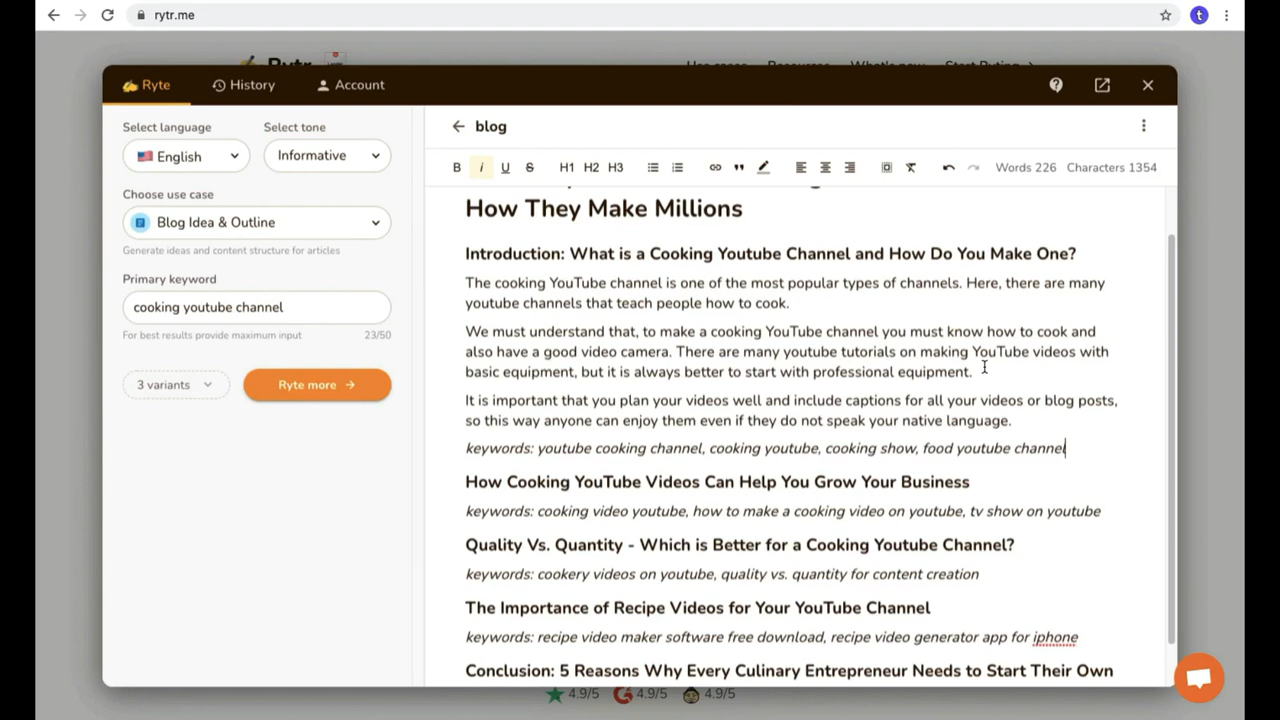 rytr.me
t
Rytr
Use cases Resources What's new Start Ryting
Ryte History Account
Select language Select tone
English Informative
Choose use case
Blog Idea & Outline
Generate ideas and content structure for articles
Primary keyword
cooking youtube channel
For best results provide maximum input 23/50
3 variants Ryte more
blog
B i U S H1 H2 H3 Words 226 Characters 1354
How They Make Millions
Introduction: What is a Cooking Youtube Channel and How Do You Make One?
The cooking YouTube channel is one of the most popular types of channels. Here, there are many
youtube channels that teach people how to cook.
We must understand that, to make a cooking YouTube channel you must know how to cook and
also have a good video camera. There are many youtube tutorials on making YouTube videos with
basic equipment, but it is always better to start with professional equipment.
It is important that you plan your videos well and include captions for all your videos or blog posts,
so this way anyone can enjoy them even if they do not speak your native language.
keywords: youtube cooking channel, cooking youtube, cooking show, food youtube channel
How Cooking YouTube Videos Can Help You Grow Your Business
keywords: cooking video youtube, how to make a cooking video on youtube, tv show on youtube
Quality Vs. Quantity - Which is Better for a Cooking Youtube Channel?
keywords: cookery videos on youtube, quality vs. quantity for content creation
The Importance of Recipe Videos for Your YouTube Channel
keywords: recipe video maker software free download, recipe video generator app for iphone
Conclusion: 5 Reasons Why Every Culinary Entrepreneur Needs to Start Their Own
4.9/5 4.9/5 4.9/5